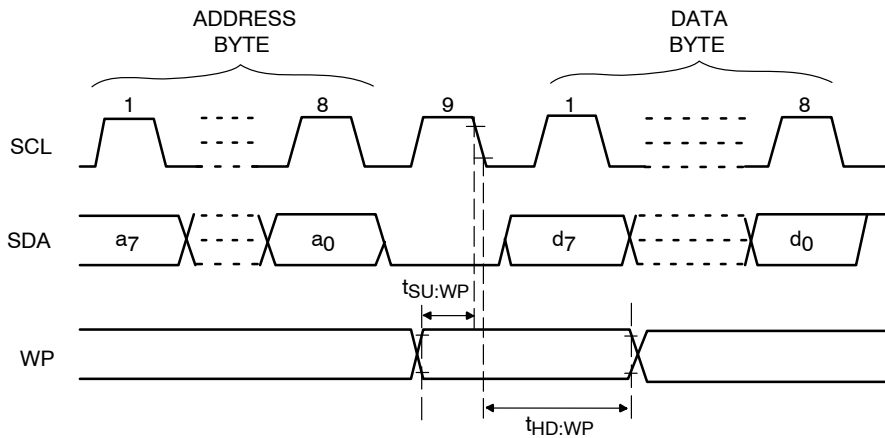 ADDRESS
BYTE
DATA
BYTE
1 8 9 1 8
SCL
SDA a7 a0 d7 d0
tSU:WP
WP
tHD:WP